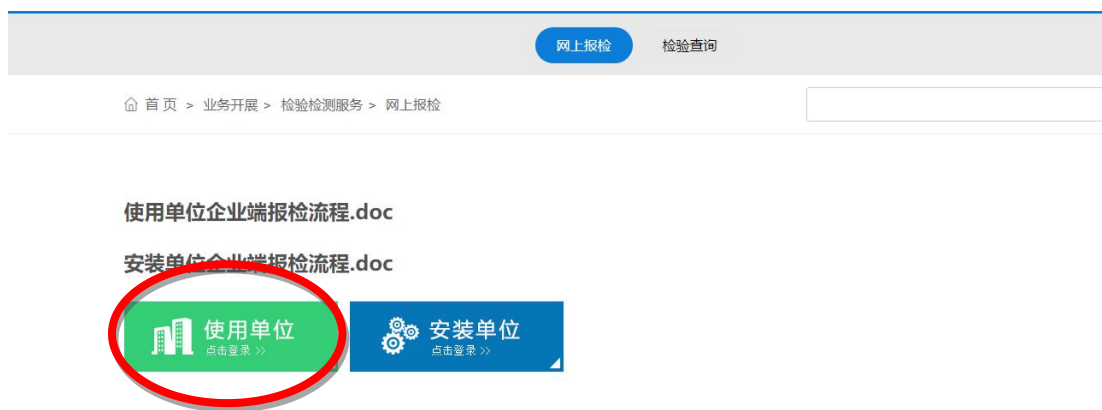 网上报检 检验查询
首页 > 业务开展 > 检验检测服务 > 网上报检
使用单位企业端报检流程.doc
安装单位企业端报检流程.doc
使用单位 安装单位
点击登录 >> 点击登录 >>